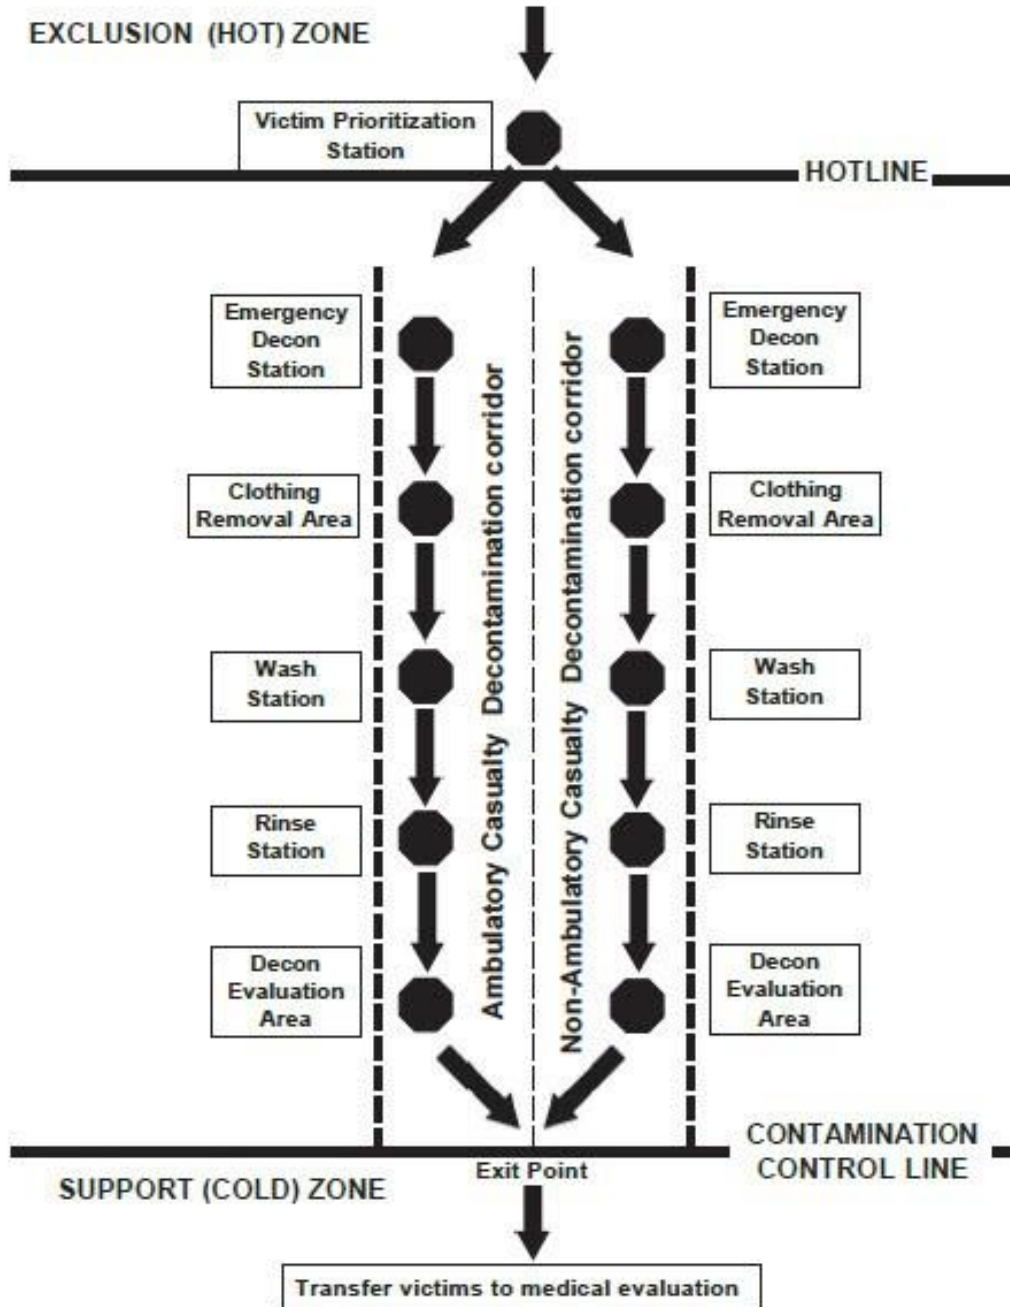 EXCLUSION (HOT) ZONE
Victim Prioritization
Station
HOTLINE
Emergency
Decon
Station
Emergency
Decon
Station
Clothing
Removal Area
Clothing
Removal Area
Ambulatory Casualty Decontamination corridor
Non-Ambulatory Casualty Decontamination corridor
Wash
Station
Wash
Station
Rinse
Station
Rinse
Station
Decon
Evaluation
Area
Decon
Evaluation
Area
CONTAMINATION
CONTROL LINE
Exit Point
SUPPORT (COLD) ZONE
Transfer victims to medical evaluation